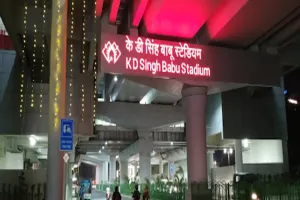 के डी सिंह बाबू स्टेडियम
K D Singh Babu Stadium